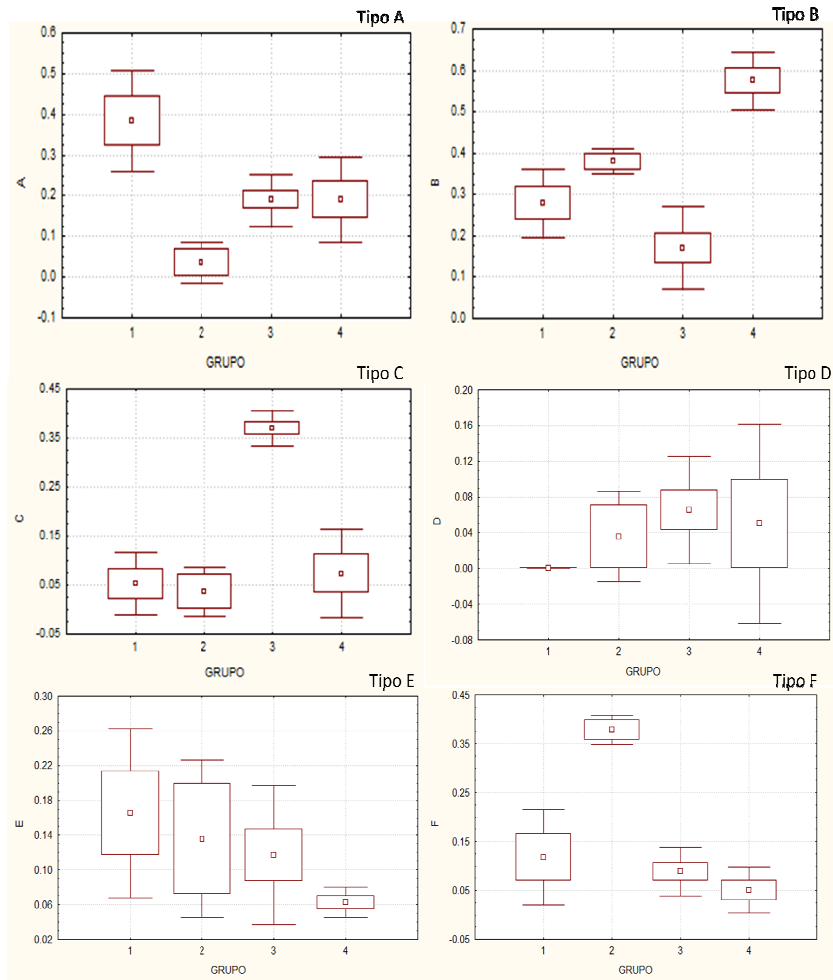 Tipo A
0.6
0.5
0.4
0.3
0.2
0.1
0.0
-0.1
A
1 2 3 4
GRUPO
Tipo B
0.7
0.6
0.5
0.4
0.3
0.2
0.1
0.0
B
1 2 3 4
GRUPO
Tipo C
0.45
0.35
0.25
0.15
0.05
-0.05
C
1 2 3 4
GRUPO
Tipo D
0.20
0.16
0.12
0.08
0.04
0.00
-0.04
-0.08
D
1 2 3 4
GRUPO
Tipo E
0.30
0.26
0.22
0.18
0.14
0.10
0.06
0.02
E
1 2 3 4
GRUPO
Tipo F
0.45
0.35
0.25
0.15
0.05
-0.05
F
1 2 3 4
GRUPO